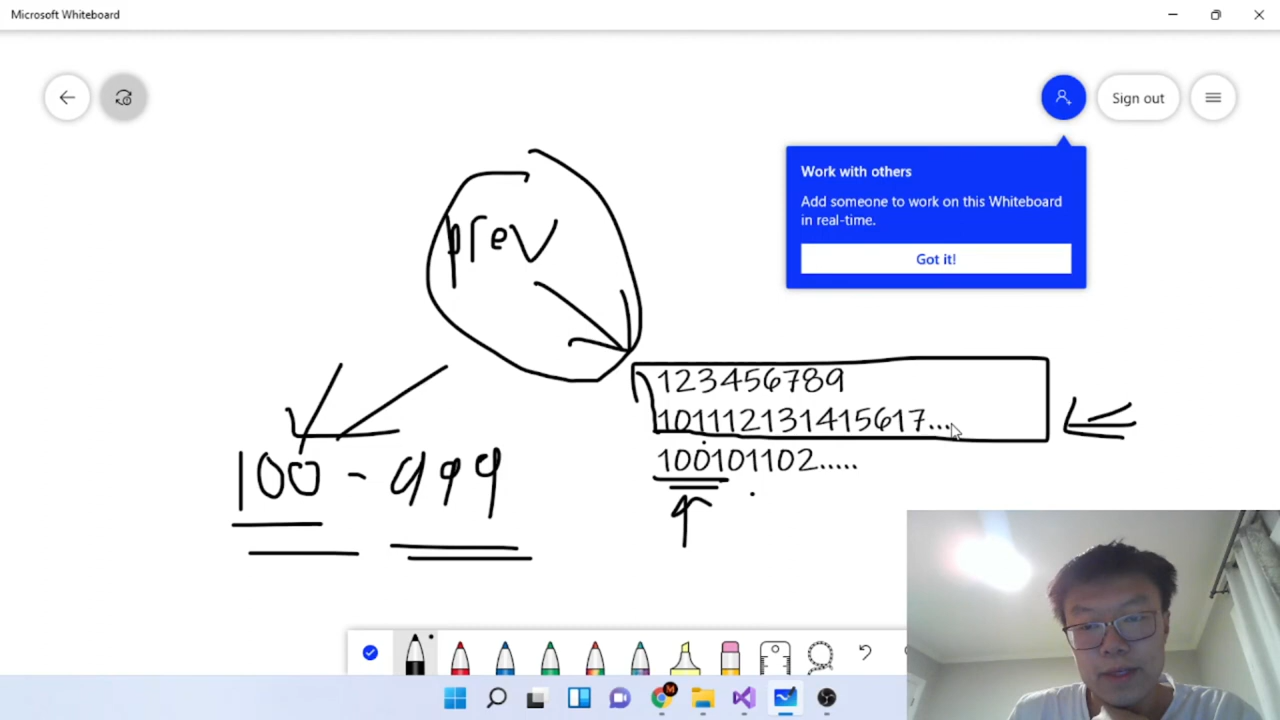 Microsoft Whiteboard
Sign out
Work with others
Add someone to work on this Whiteboard
in real-time.
Got it!
prev
123456789
1011121314151617...
100101102.....
100 - 999